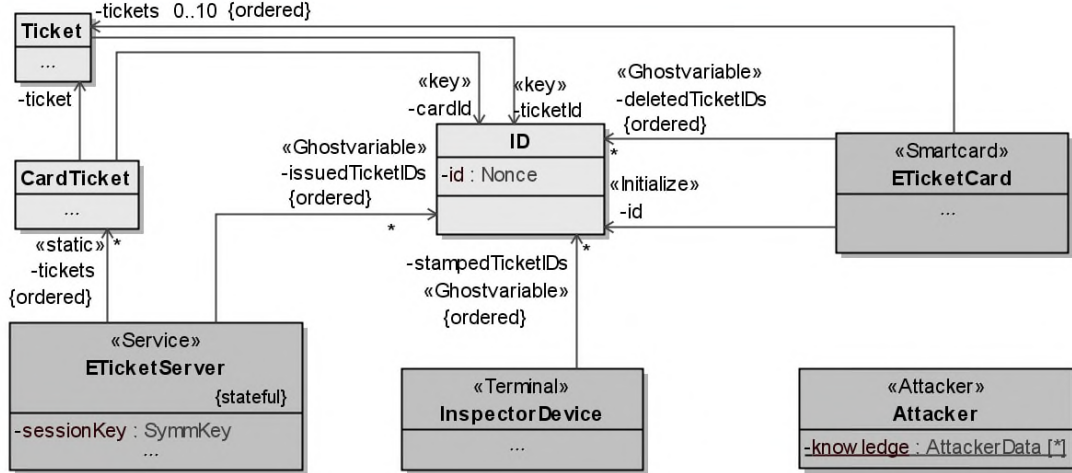 -tickets 0..10 {ordered}
Ticket
...
-ticket
«key»
-cardId
«key»
-ticketId
«Ghostvariable»
-deletedTicketIDs
{ordered}
*
ID
-id : Nonce
«Ghostvariable»
-issuedTicketIDs
{ordered}
*
«Initialize»
-id
«Smartcard»
ETicketCard
...
CardTicket
...
«static» *
-tickets
{ordered}
*
-stampedTicketIDs
«Ghostvariable»
{ordered}
«Service»
ETicketServer
{stateful}
-sessionKey : SymmKey
...
«Terminal»
InspectorDevice
...
«Attacker»
Attacker
-knowledge : AttackerData [*]